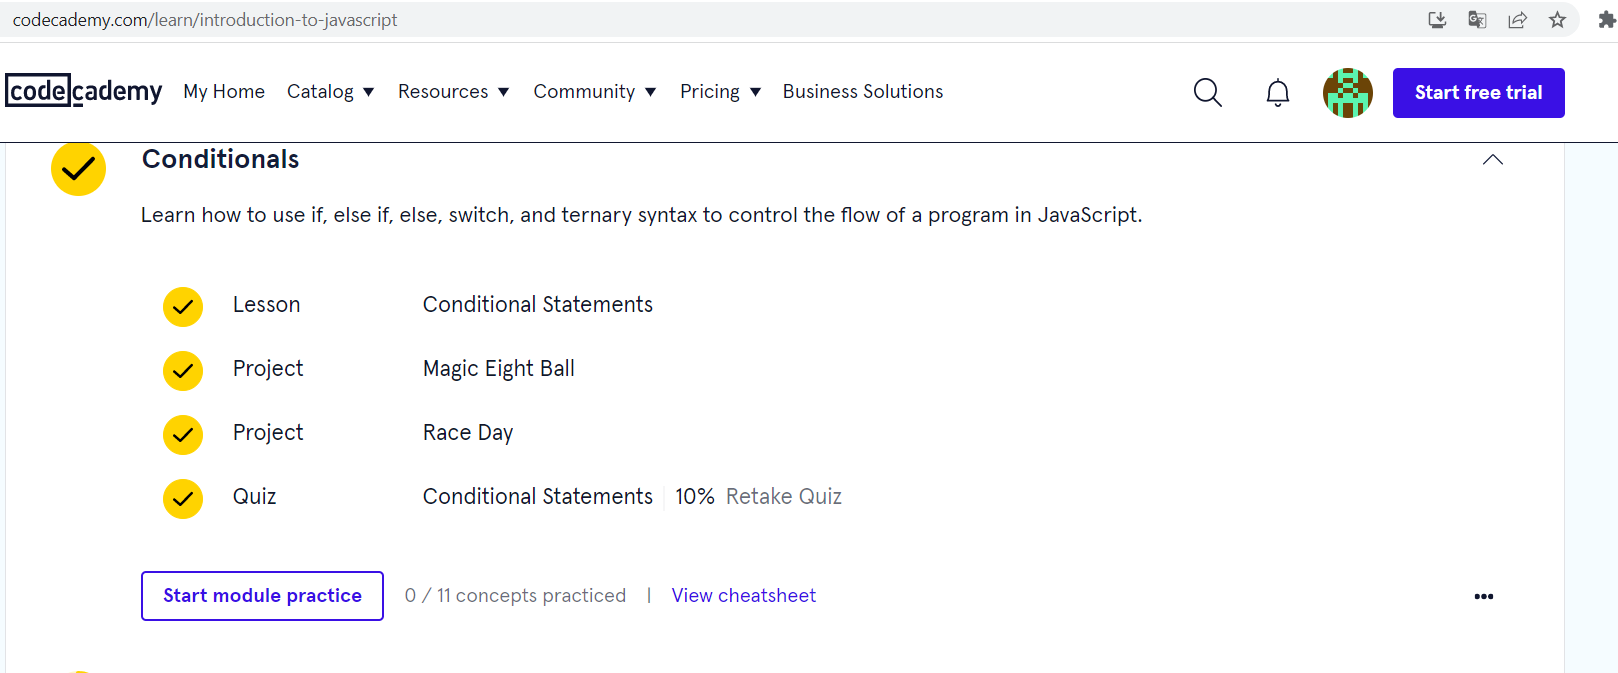 codecademy.com/learn/introduction-to-javascript
codecademy My Home Catalog Resources Community Pricing Business Solutions Start free trial
Conditionals
Learn how to use if, else if, else, switch, and ternary syntax to control the flow of a program in JavaScript.
Lesson Conditional Statements
Project Magic Eight Ball
Project Race Day
Quiz Conditional Statements 10% Retake Quiz
Start module practice 0 / 11 concepts practiced | View cheatsheet